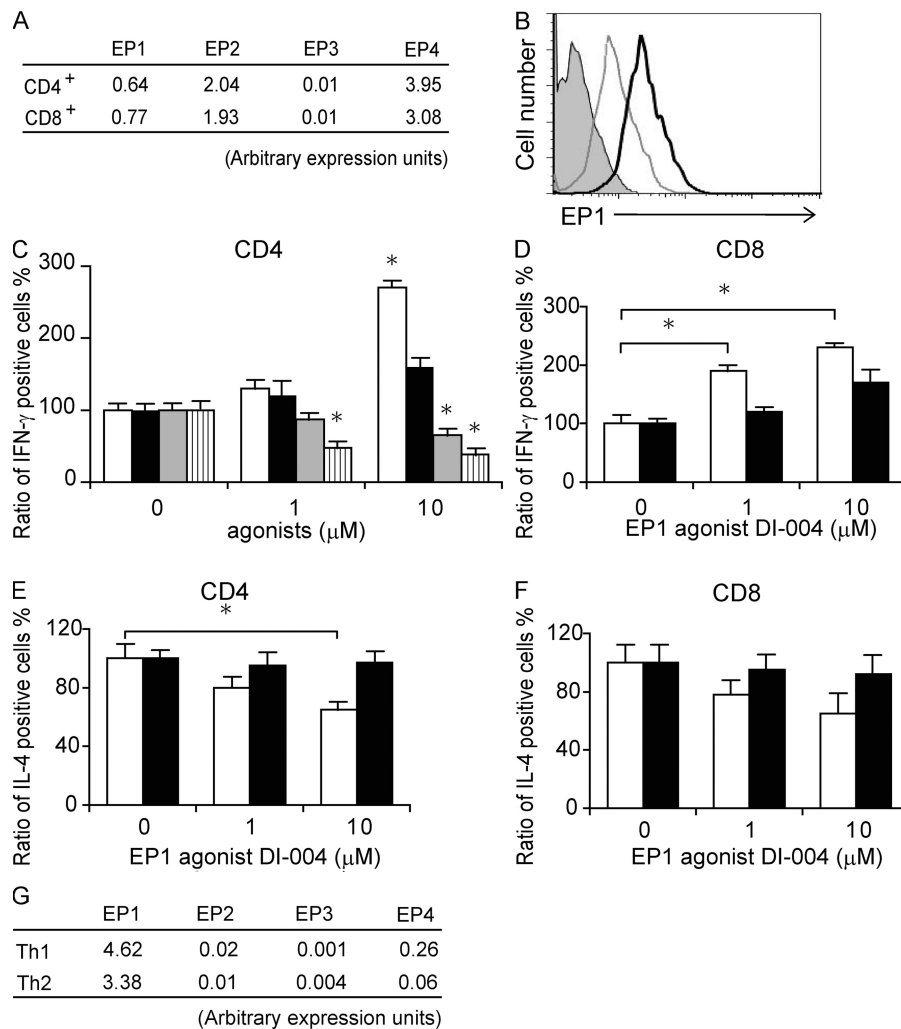 A
EP1 EP2 EP3 EP4
CD4+ 0.64 2.04 0.01 3.95
CD8+ 0.77 1.93 0.01 3.08
(Arbitrary expression units)
B
Cell number
EP1
C
CD4
Ratio of IFN-γ positive cells %
300
200
100
0
*
*
*
*
0 1 10
agonists (μM)
D
CD8
Ratio of IFN-γ positive cells %
300
200
100
0
*
*
0 1 10
EP1 agonist DI-004 (μM)
E
CD4
Ratio of IL-4 positive cells %
120
80
40
0
*
0 1 10
EP1 agonist DI-004 (μM)
F
CD8
Ratio of IL-4 positive cells %
120
80
40
0
0 1 10
EP1 agonist DI-004 (μM)
G
EP1 EP2 EP3 EP4
Th1 4.62 0.02 0.001 0.26
Th2 3.38 0.01 0.004 0.06
(Arbitrary expression units)